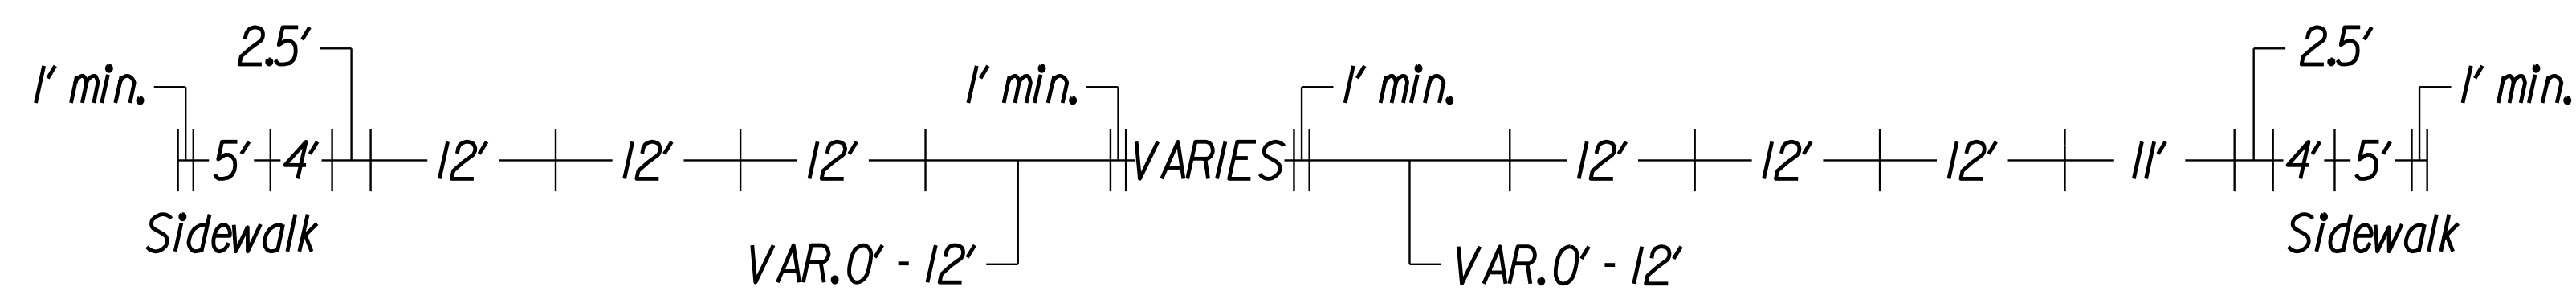 2.5' 2.5'
1' min. 1' min. 1' min. 1' min.
5' 4' 12' 12' 12' VARIES 12' 12' 12' 11' 4' 5'
Sidewalk Sidewalk
VAR. 0' - 12' VAR. 0' - 12'